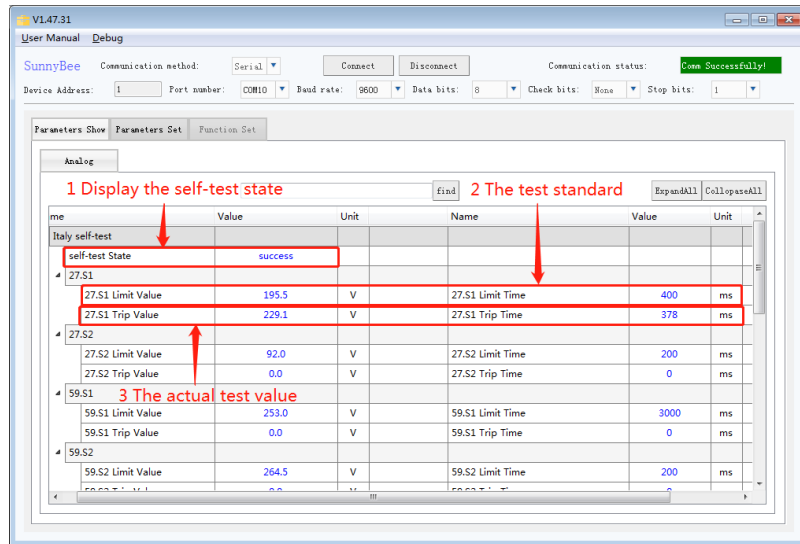 V1.47.31
User Manual Debug
SunnyBee Communication method: Serial Connect Disconnect Communication status: Comm Successfully!
Device Address: 1 Port number: COM10 Baud rate: 9600 Data bits: 8 Check bits: None Stop bits: 1
Parameters Show Parameters Set Function Set
Analog
1 Display the self-test state find 2 The test standard ExpandAll CollopaseAll
me Value Unit Name Value Unit
Italy self-test
self-test State success
27.S1
27.S1 Limit Value 195.5 V 27.S1 Limit Time 400 ms
27.S1 Trip Value 229.1 V 27.S1 Trip Time 378 ms
27.S2
27.S2 Limit Value 92.0 V 27.S2 Limit Time 200 ms
27.S2 Trip Value 0.0 V 27.S2 Trip Time 0 ms
59.S1 3 The actual test value
59.S1 Limit Value 253.0 V 59.S1 Limit Time 3000 ms
59.S1 Trip Value 0.0 V 59.S1 Trip Time 0 ms
59.S2
59.S2 Limit Value 264.5 V 59.S2 Limit Time 200 ms